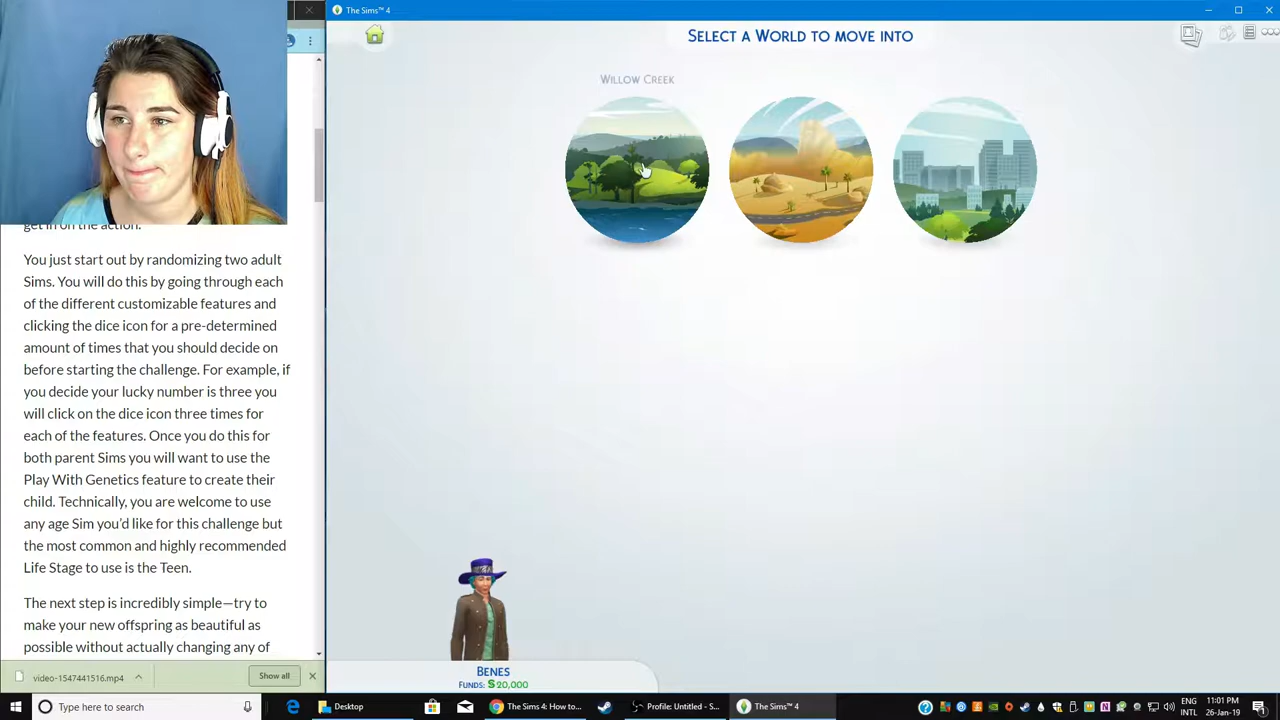 The Sims™ 4
SELECT A WORLD TO MOVE INTO
WILLOW CREEK
get in on the action.
You just start out by randomizing two adult
Sims. You will do this by going through each
of the different customizable features and
clicking the dice icon for a pre-determined
amount of times that you should decide on
before starting the challenge. For example, if
you decide your lucky number is three you
will click on the dice icon three times for
each of the features. Once you do this for
both parent Sims you will want to use the
Play With Genetics feature to create their
child. Technically, you are welcome to use
any age Sim you'd like for this challenge but
the most common and highly recommended
Life Stage to use is the Teen.
The next step is incredibly simple—try to
make your new offspring as beautiful as
possible without actually changing any of
BENES
FUNDS: §20,000
video-1547441516.mp4
Show all
Type here to search
Desktop
The Sims 4: How to...
Profile: Untitled - S...
The Sims™ 4
ENG
INTL
11:01 PM
26-Jan-19